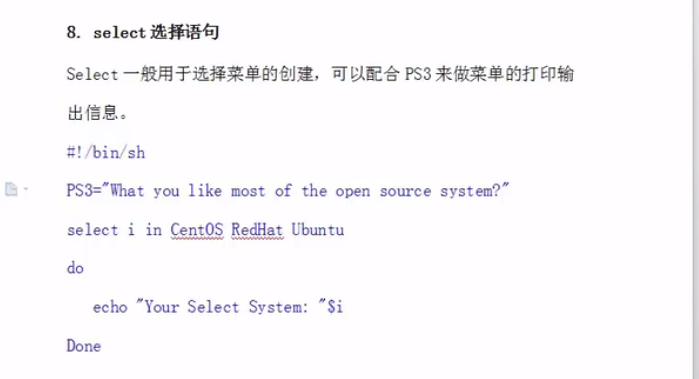 8. select 选择语句
Select 一般用于选择菜单的创建，可以配合 PS3 来做菜单的打印输
出信息。
#!/bin/sh
PS3="What you like most of the open source system?"
select i in CentOS RedHat Ubuntu
do
echo "Your Select System: "$i
Done